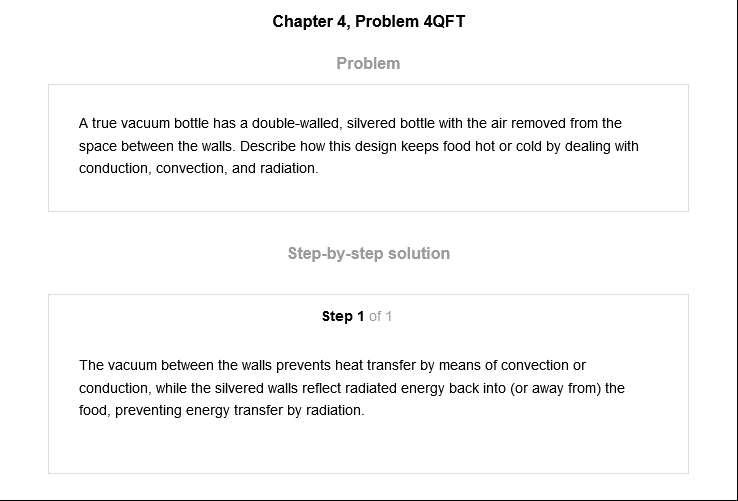 Chapter 4, Problem 4QFT
Problem
A true vacuum bottle has a double-walled, silvered bottle with the air removed from the
space between the walls. Describe how this design keeps food hot or cold by dealing with
conduction, convection, and radiation.
Step-by-step solution
Step 1 of 1
The vacuum between the walls prevents heat transfer by means of convection or
conduction, while the silvered walls reflect radiated energy back into (or away from) the
food, preventing energy transfer by radiation.